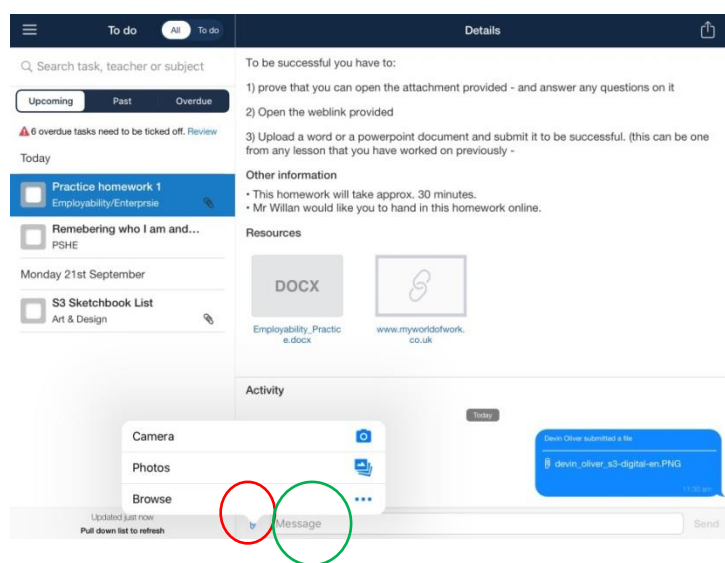 To do
All
To do
Details
Search task, teacher or subject
Upcoming
Past
Overdue
6 overdue tasks need to be ticked off. Review
Today
Practice homework 1
Employability/Enterprsie
Remebering who I am and...
PSHE
Monday 21st September
S3 Sketchbook List
Art & Design
To be successful you have to:
1) prove that you can open the attachment provided - and answer any questions on it
2) Open the weblink provided
3) Upload a word or a powerpoint document and submit it to be successful. (this can be one
from any lesson that you have worked on previously -
Other information
• This homework will take approx. 30 minutes.
• Mr Willan would like you to hand in this homework online.
Resources
DOCX
Employability_Practic
e.docx
www.myworldofwork.
co.uk
Activity
Today
Devin Oliver submitted a file
devin_oliver_s3-digital-en.PNG
11:30 am
Camera
Photos
Browse
Updated just now
Pull down list to refresh
Message
Send